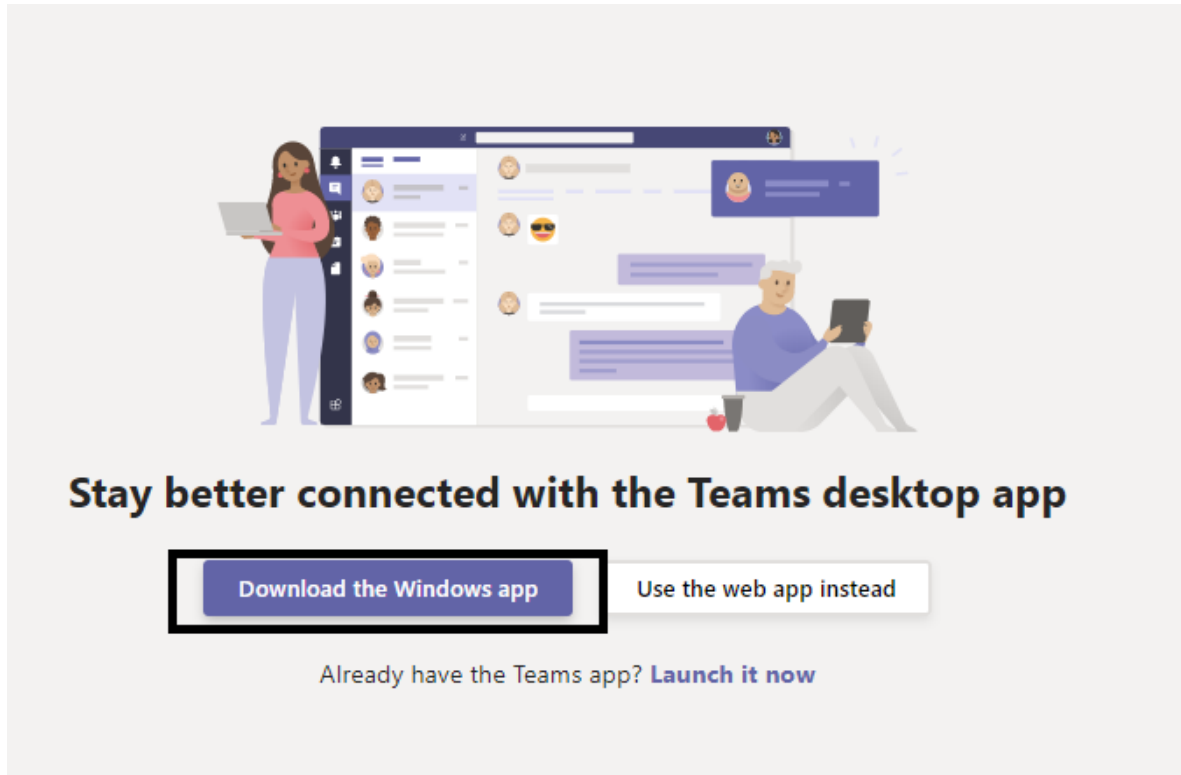 Stay better connected with the Teams desktop app
Download the Windows app
Use the web app instead
Already have the Teams app? Launch it now